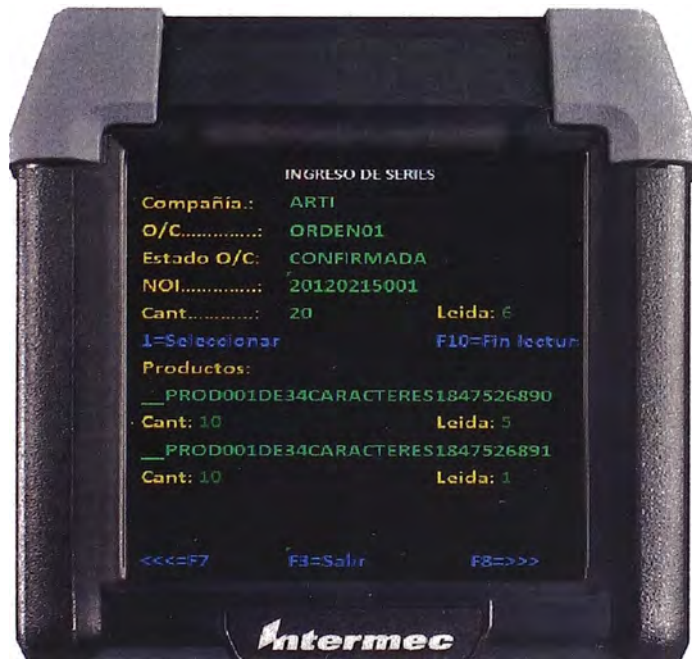 INGRESO DE SERIES
Compañía.: ARTI
O/C.............: ORDEN01
Estado O/C: CONFIRMADA
NOI..............: 20120215001
Cant...........: 20 Leida: 6
1=Seleccionar F10=Fin lectur
Productos:
__PROD001DE34CARACTERES1847526890
Cant: 10 Leida: 5
__PROD001DE34CARACTERES1847526891
Cant: 10 Leida: 1
<<<=F7 F3=Salir F8=>>>
Intermec